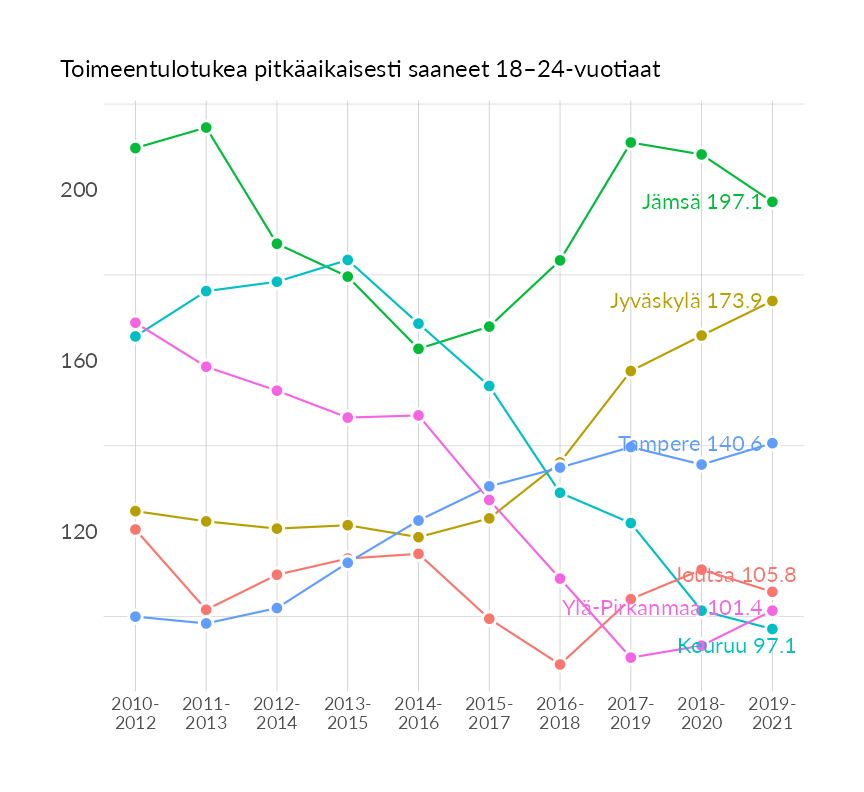 Toimeentulotukea pitkäaikaisesti saaneet 18–24-vuotiaat
200
Jämsä 197.1
Jyväskylä 173.9
160
Tampere 140.6
120
Joutsa 105.8
Ylä-Pirkanmaa 101.4
Keuruu 97.1
2010- 2011- 2012- 2013- 2014- 2015- 2016- 2017- 2018- 2019-
2012 2013 2014 2015 2016 2017 2018 2019 2020 2021